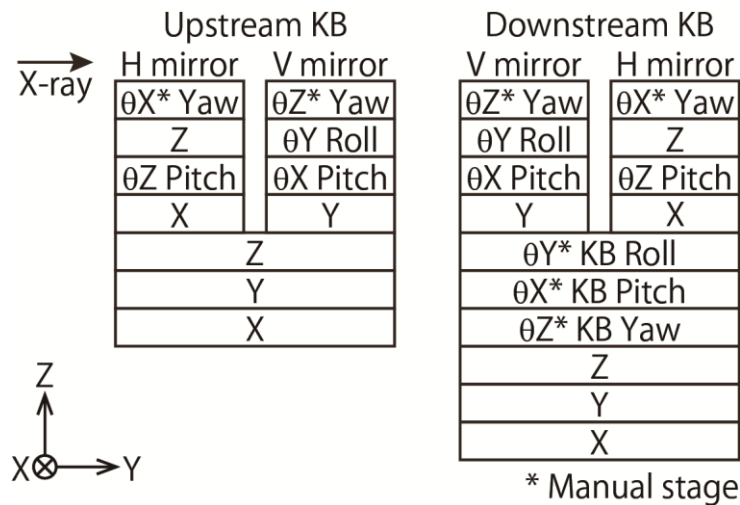 Upstream KB
Downstream KB
X-ray
H mirror
V mirror
V mirror
H mirror
θX* Yaw
θZ* Yaw
θZ* Yaw
θX* Yaw
Z
θY Roll
θY Roll
Z
θZ Pitch
θX Pitch
θX Pitch
θZ Pitch
X
Y
Y
X
Z
θY* KB Roll
Y
θX* KB Pitch
X
θZ* KB Yaw
Z
Y
X
Z
X
Y
* Manual stage